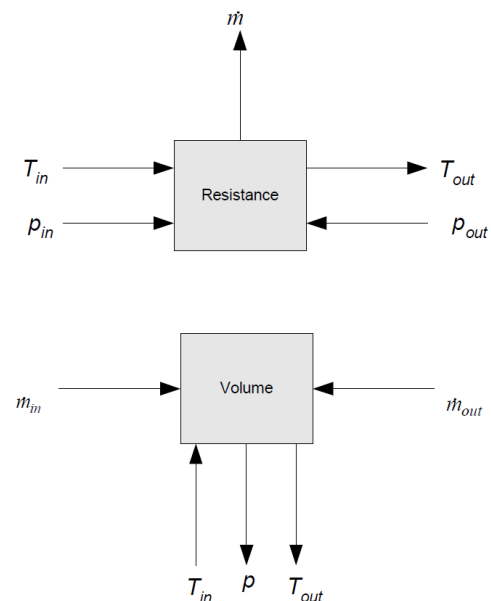 ṁ
T_in
Resistance
T_out
p_in
p_out
Volume
ṁ_in
ṁ_out
T_in
p
T_out